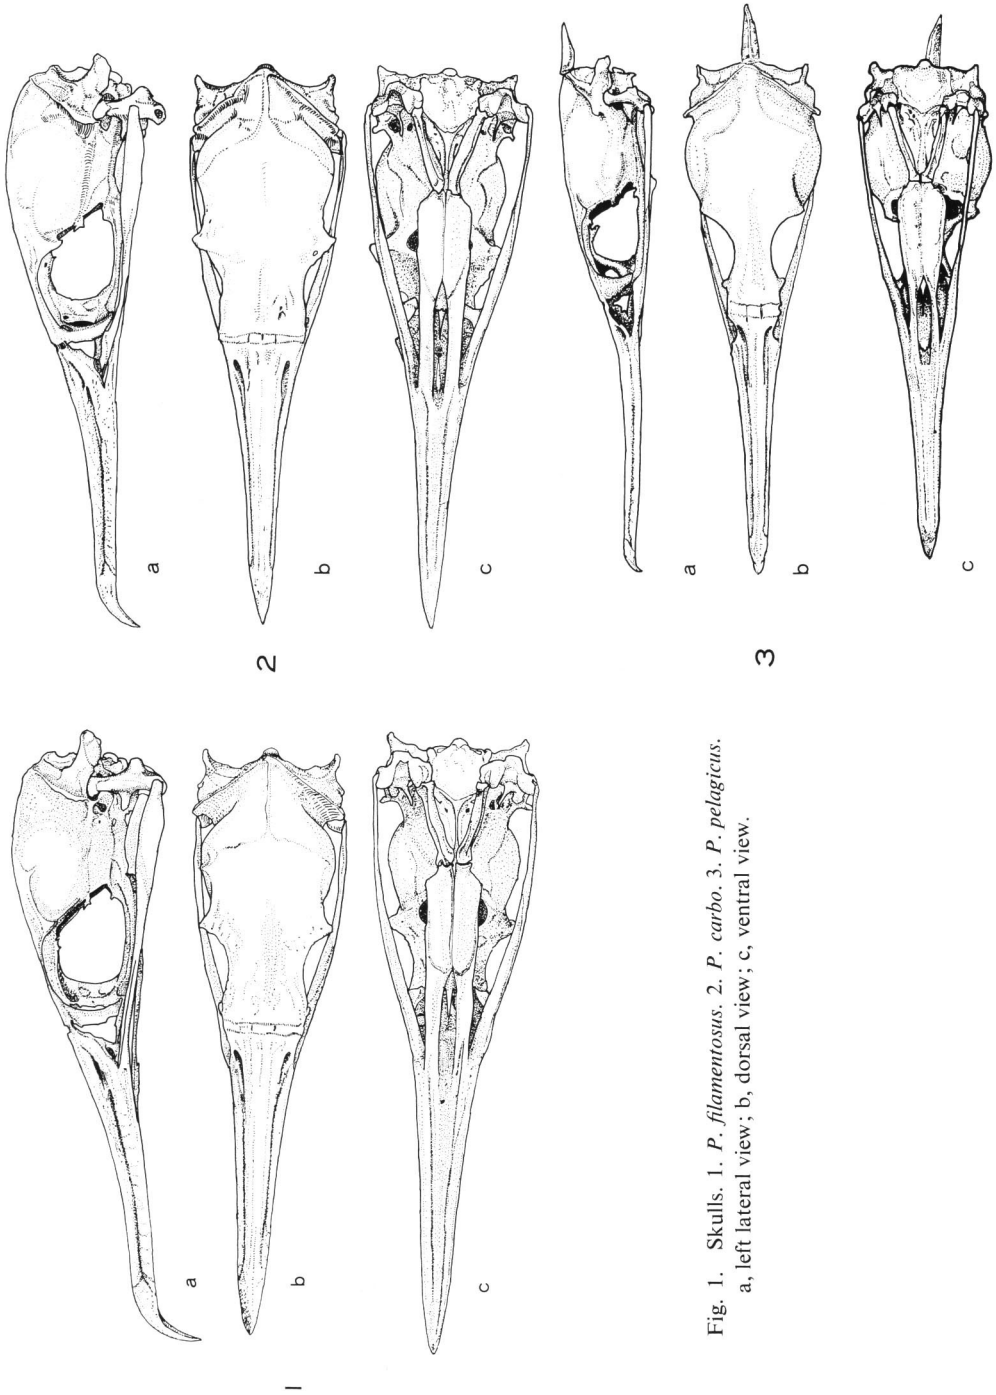 a
b
c
1
a
b
c
2
a
b
c
3
Fig. 1. Skulls. 1. P. filamentosus. 2. P. carbo. 3. P. pelagicus.
a, left lateral view; b, dorsal view; c, ventral view.